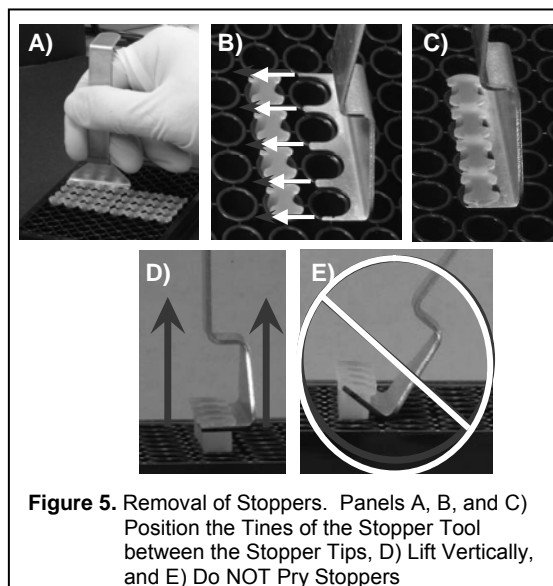 A)
B)
C)
D)
E)
Figure 5. Removal of Stoppers. Panels A, B, and C)
Position the Tines of the Stopper Tool
between the Stopper Tips, D) Lift Vertically,
and E) Do NOT Pry Stoppers